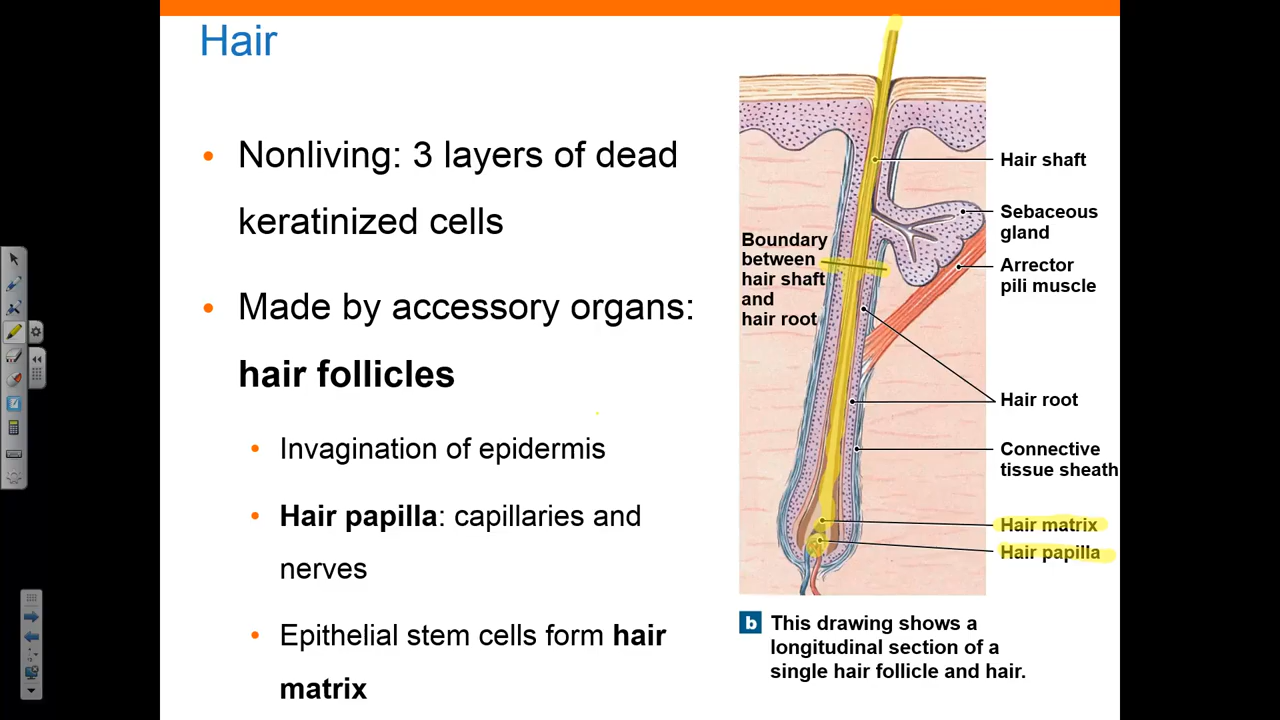 Hair
• Nonliving: 3 layers of dead
keratinized cells
• Made by accessory organs:
hair follicles
• Invagination of epidermis
• Hair papilla: capillaries and
nerves
• Epithelial stem cells form hair
matrix
Hair shaft
Sebaceous
gland
Boundary
between
hair shaft
and
hair root
Arrector
pili muscle
Hair root
Connective
tissue sheath
Hair matrix
Hair papilla
b This drawing shows a
longitudinal section of a
single hair follicle and hair.